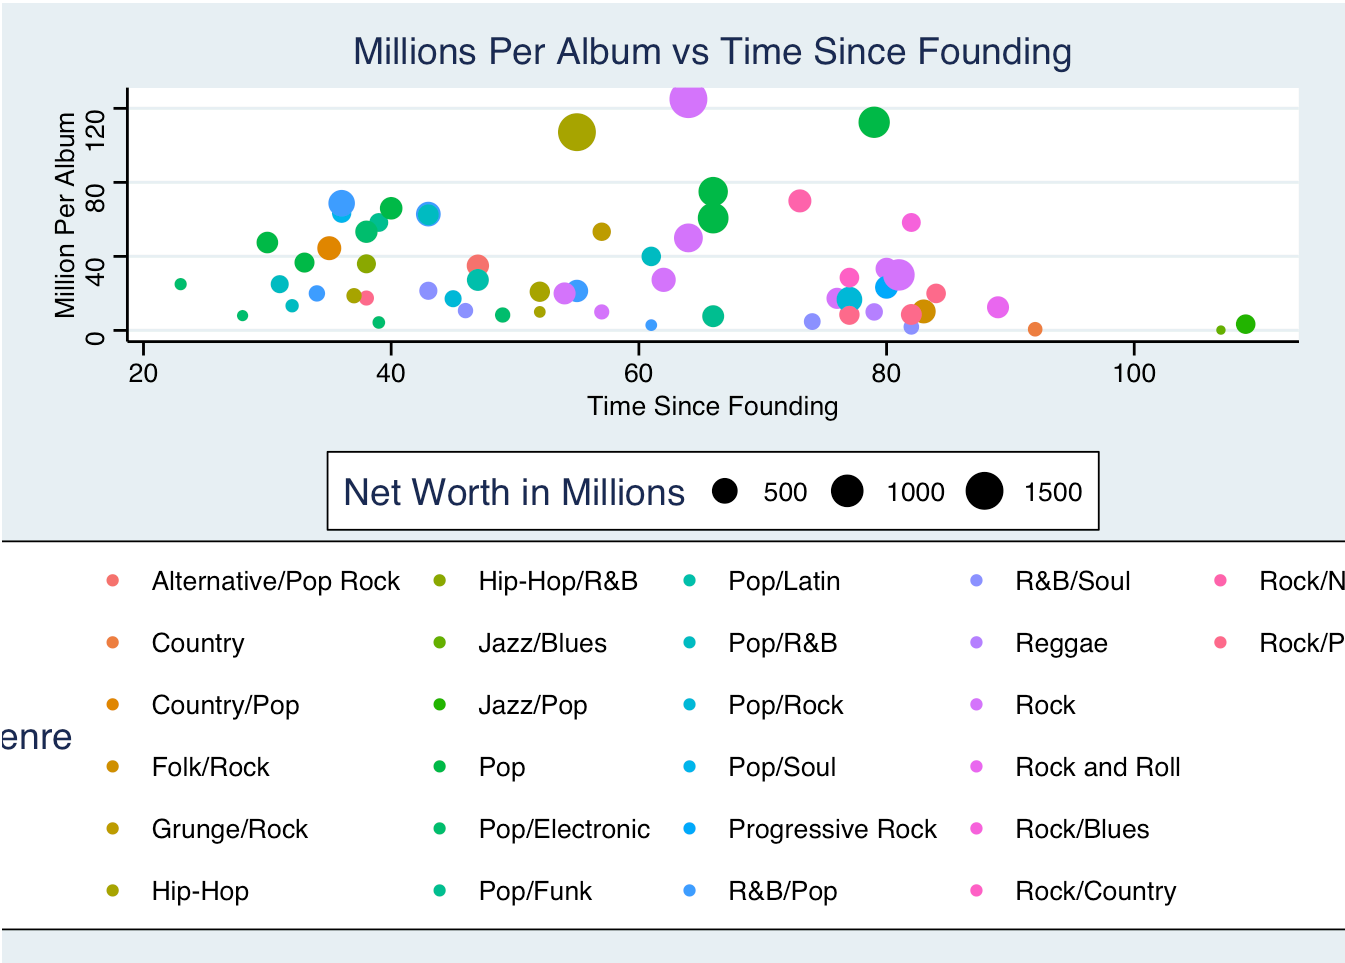 Millions Per Album vs Time Since Founding
Million Per Album
120
80
40
0
20 40 60 80 100
Time Since Founding
Net Worth in Millions 500 1000 1500
Alternative/Pop Rock Hip-Hop/R&B Pop/Latin R&B/Soul Rock/N
Country Jazz/Blues Pop/R&B Reggae Rock/P
Country/Pop Jazz/Pop Pop/Rock Rock
enre
Folk/Rock Pop Pop/Soul Rock and Roll
Grunge/Rock Pop/Electronic Progressive Rock Rock/Blues
Hip-Hop Pop/Funk R&B/Pop Rock/Country